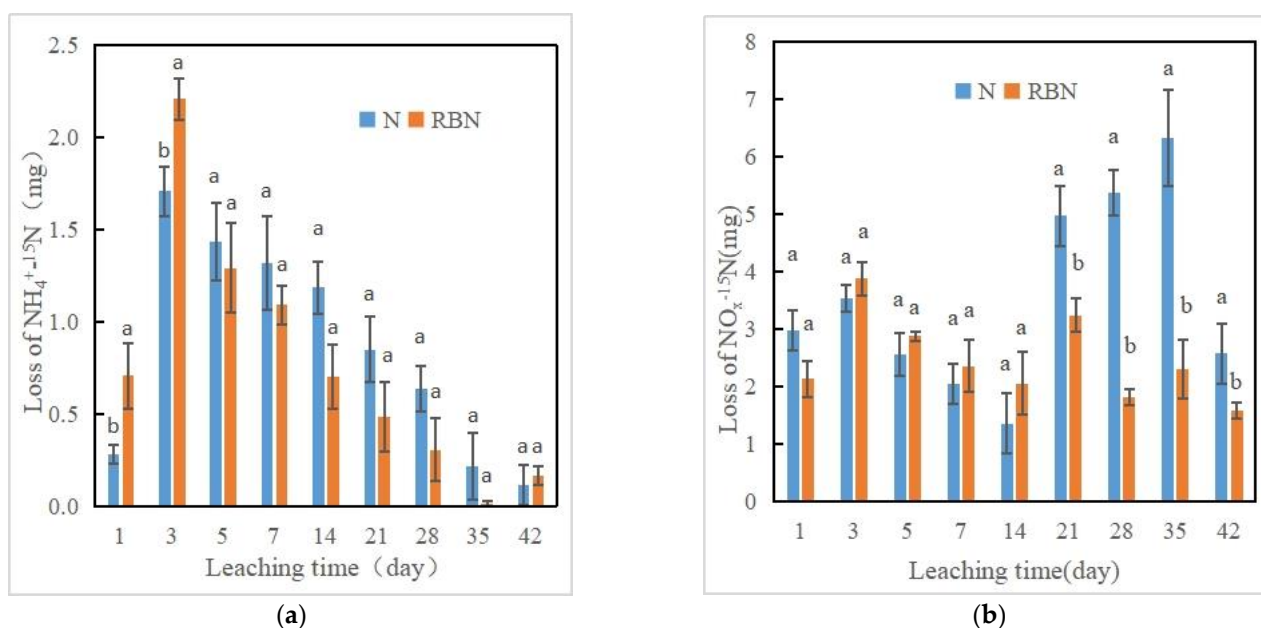 2.5
2.0
1.5
1.0
0.5
0.0
Loss of NH₄⁺-¹⁵N（mg）
N RBN
b a b a a a a a a a a a a a a a a a
1 3 5 7 14 21 28 35 42
Leaching time（day）
(a)
8
7
6
5
4
3
2
1
0
Loss of NOₓ-¹⁵N(mg)
N RBN
a a a a a a a a a a a b a b a b a b
1 3 5 7 14 21 28 35 42
Leaching time(day)
(b)